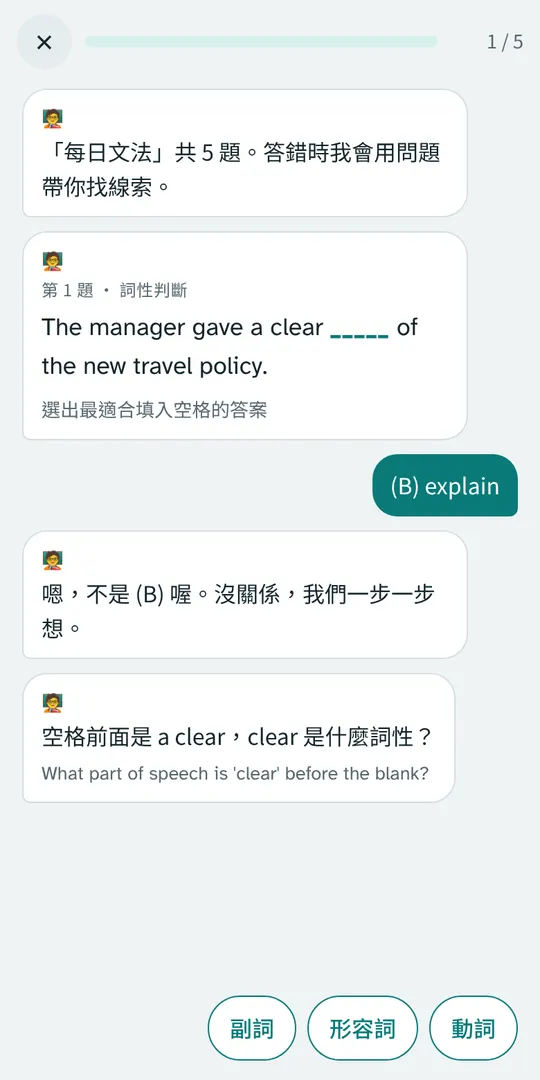 1 / 5
「每日文法」共 5 題。答錯時我會用問題
帶你找線索。
第 1 題 · 詞性判斷
The manager gave a clear _____ of
the new travel policy.
選出最適合填入空格的答案
(B) explain
嗯，不是 (B) 喔。沒關係，我們一步一步
想。
空格前面是 a clear，clear 是什麼詞性？
What part of speech is 'clear' before the blank?
副詞
形容詞
動詞